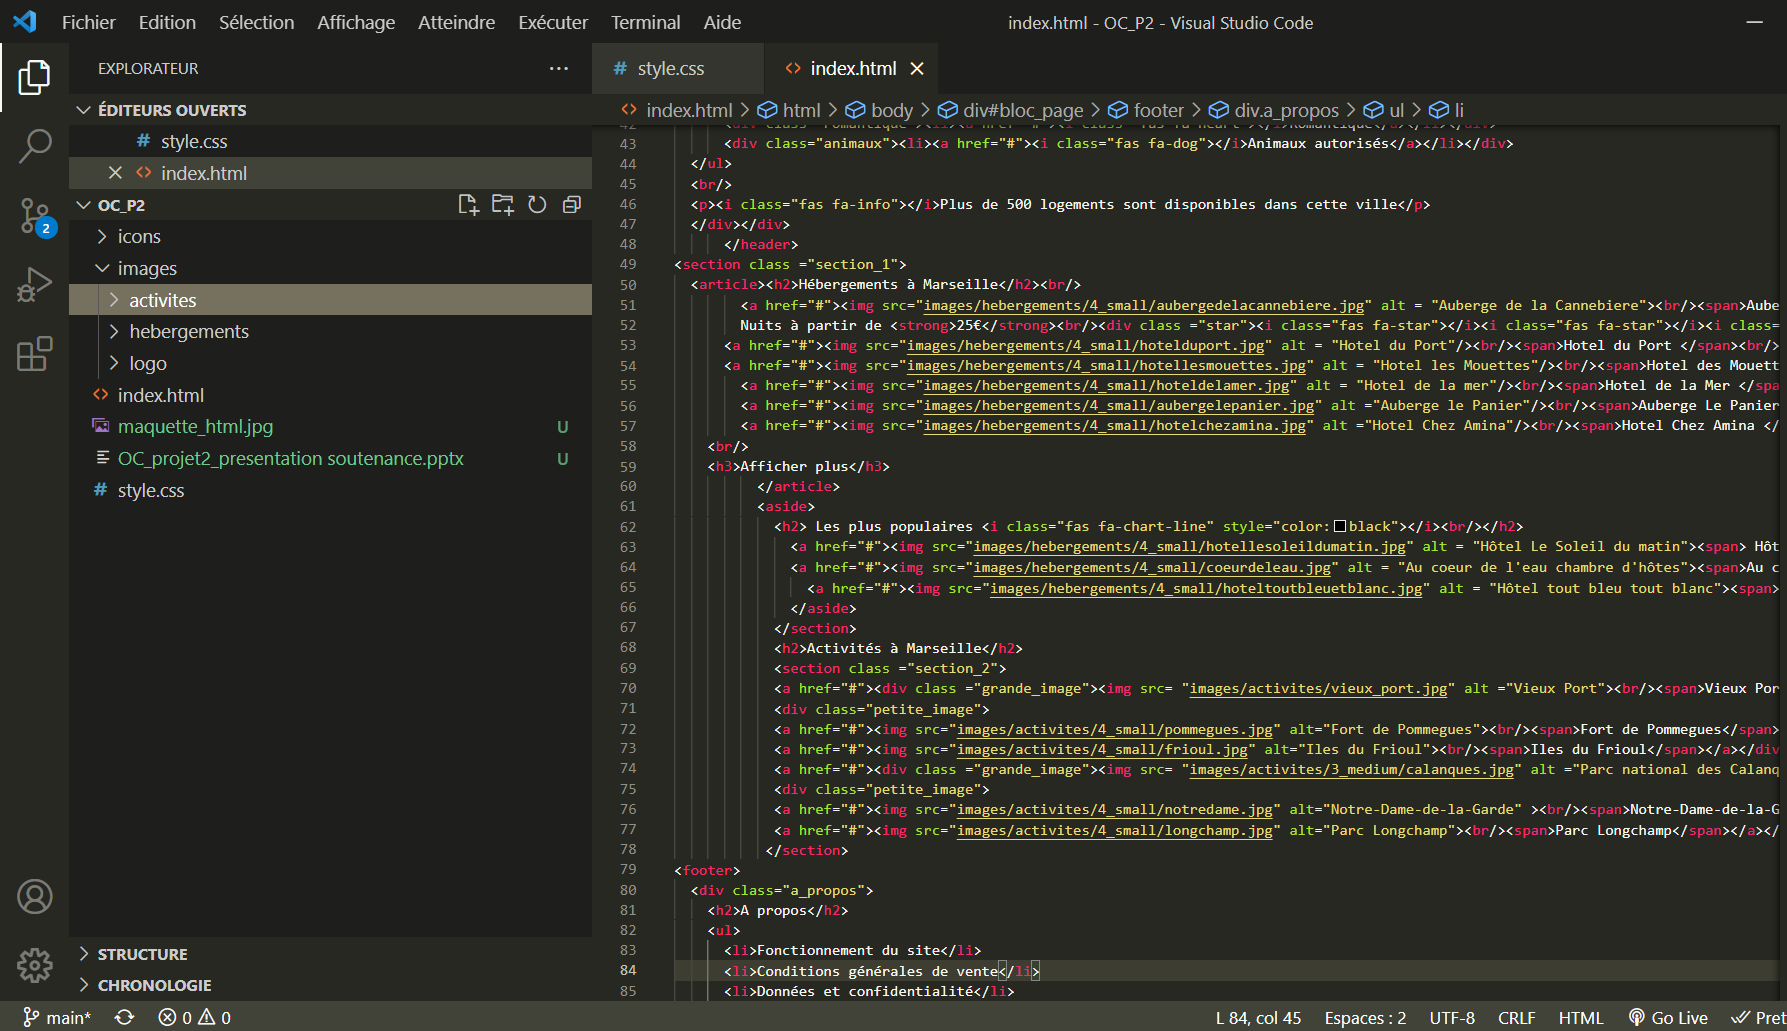 Fichier Edition Sélection Affichage Atteindre Exécuter Terminal Aide
index.html - OC_P2 - Visual Studio Code
EXPLORATEUR
ÉDITEURS OUVERTS
# style.css
index.html
OC_P2
2
icons
images
activites
hebergements
logo
index.html
maquette_html.jpg U
OC_projet2_presentation soutenance.pptx U
# style.css
STRUCTURE
CHRONOLOGIE
# style.css
<> index.html
<> index.html > html > body > div#bloc_page > footer > div.a_propos > ul > li
42 <div class="romantique"><li><a href="#"><i class="fas fa-heart"></i>Romantique</a></li></div>
43 <div class="animaux"><li><a href="#"><i class="fas fa-dog"></i>Animaux autorisés</a></li></div>
44 </ul>
45 <br/>
46 <p><i class="fas fa-info"></i>Plus de 500 logements sont disponibles dans cette ville</p>
47 </div></div>
48 </header>
49 <section class ="section_1">
50 <article><h2>Hébergements à Marseille</h2><br/>
51 <a href="#"><img src="images/hebergements/4_small/aubergedelacannebiere.jpg" alt = "Auberge de la Cannebiere"><br/><span>Aube
52 Nuits à partir de <strong>25€</strong><br/><div class ="star"><i class="fas fa-star"></i><i class="fas fa-star"></i><i class=
53 <a href="#"><img src="images/hebergements/4_small/hotelduport.jpg" alt = "Hotel du Port"/><br/><span>Hotel du Port </span><br/>
54 <a href="#"><img src="images/hebergements/4_small/hotellesmouettes.jpg" alt = "Hotel les Mouettes"/><br/><span>Hotel des Mouett
55 <a href="#"><img src="images/hebergements/4_small/hoteldelamer.jpg" alt = "Hotel de la mer"/><br/><span>Hotel de la Mer </spa
56 <a href="#"><img src="images/hebergements/4_small/aubergelepanier.jpg" alt ="Auberge le Panier"/><br/><span>Auberge Le Panier
57 <a href="#"><img src="images/hebergements/4_small/hotelchezamina.jpg" alt ="Hotel Chez Amina"/><br/><span>Hotel Chez Amina </
58 <br/>
59 <h3>Afficher plus</h3>
60 </article>
61 <aside>
62 <h2> Les plus populaires <i class="fas fa-chart-line" style="color:black"></i><br/></h2>
63 <a href="#"><img src="images/hebergements/4_small/hotellesoleildumatin.jpg" alt = "Hôtel Le Soleil du matin"><span> Hôt
64 <a href="#"><img src="images/hebergements/4_small/coeurdeleau.jpg" alt = "Au coeur de l'eau chambre d'hôtes"><span>Au c
65 <a href="#"><img src="images/hebergements/4_small/hoteltoutbleuetblanc.jpg" alt = "Hôtel tout bleu tout blanc"><span>
66 </aside>
67 </section>
68 <h2>Activités à Marseille</h2>
69 <section class ="section_2">
70 <a href="#"><div class ="grande_image"><img src= "images/activites/vieux_port.jpg" alt ="Vieux Port"><br/><span>Vieux Por
71 <div class="petite_image">
72 <a href="#"><img src="images/activites/4_small/pommegues.jpg" alt="Fort de Pommegues"><br/><span>Fort de Pommegues</span>
73 <a href="#"><img src="images/activites/4_small/frioul.jpg" alt="Iles du Frioul"><br/><span>Iles du Frioul</span></a></div
74 <a href="#"><div class ="grande_image"><img src= "images/activites/3_medium/calanques.jpg" alt ="Parc national des Calanq
75 <div class="petite_image">
76 <a href="#"><img src="images/activites/4_small/notredame.jpg" alt="Notre-Dame-de-la-Garde" ><br/><span>Notre-Dame-de-la-G
77 <a href="#"><img src="images/activites/4_small/longchamp.jpg" alt="Parc Longchamp"><br/><span>Parc Longchamp</span></a></
78 </section>
79 <footer>
80 <div class="a_propos">
81 <h2>A propos</h2>
82 <ul>
83 <li>Fonctionnement du site</li>
84 <li>Conditions générales de vente</li>
85 <li>Données et confidentialité</li>
main* 0 0 L 84, col 45 Espaces : 2 UTF-8 CRLF HTML Go Live Pret